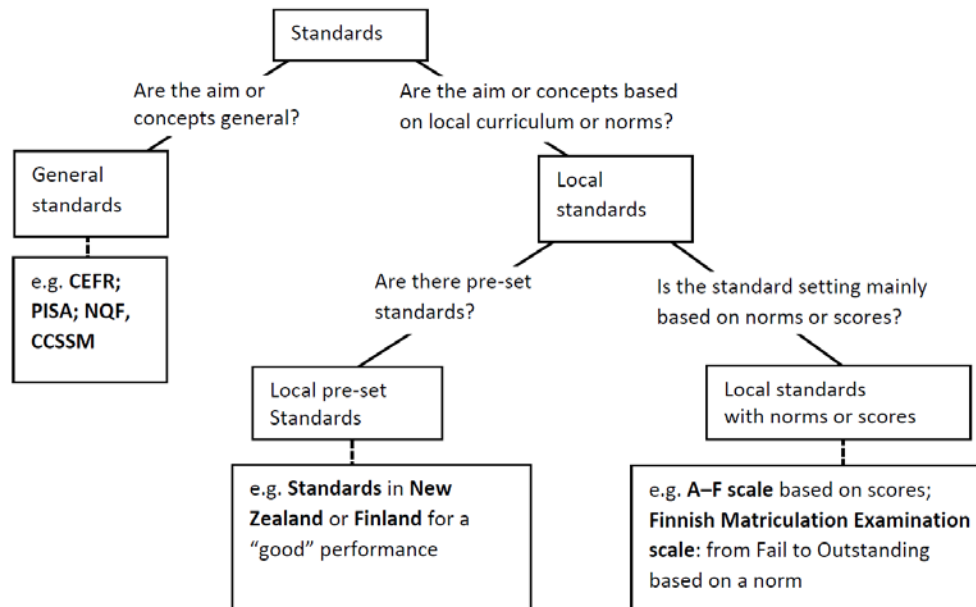 Standards
Are the aim or
concepts general?
Are the aim or concepts based
on local curriculum or norms?
General
standards
Local
standards
e.g. CEFR;
PISA; NQF,
CCSSM
Are there pre-set
standards?
Is the standard setting mainly
based on norms or scores?
Local pre-set
Standards
Local standards
with norms or scores
e.g. Standards in New
Zealand or Finland for a
“good” performance
e.g. A–F scale based on scores;
Finnish Matriculation Examination
scale: from Fail to Outstanding
based on a norm